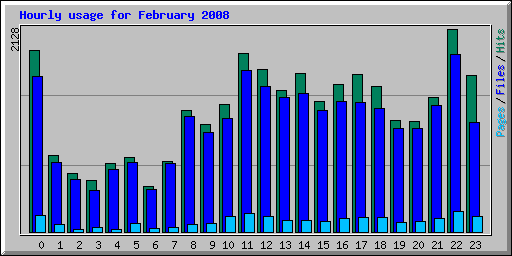 Hourly usage for February 2008
2128
Pages / Files / Hits
0 1 2 3 4 5 6 7 8 9 10 11 12 13 14 15 16 17 18 19 20 21 22 23